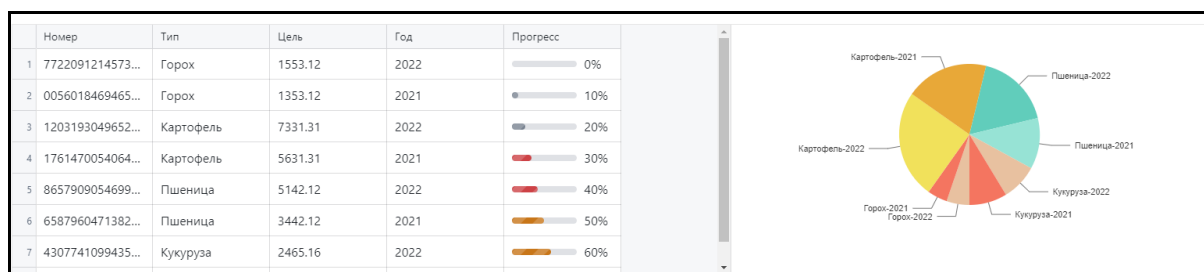 Номер Тип Цель Год Прогресс
1 7722091214573... Горох 1553.12 2022 0%
2 0056018469465... Горох 1353.12 2021 10%
3 1203193049652... Картофель 7331.31 2022 20%
4 1761470054064... Картофель 5631.31 2021 30%
5 8657909054699... Пшеница 5142.12 2022 40%
6 6587960471382... Пшеница 3442.12 2021 50%
7 4307741099435... Кукуруза 2465.16 2022 60%
Картофель-2021
Пшеница-2022
Пшеница-2021
Картофель-2022
Кукуруза-2022
Горох-2021
Горох-2022
Кукуруза-2021